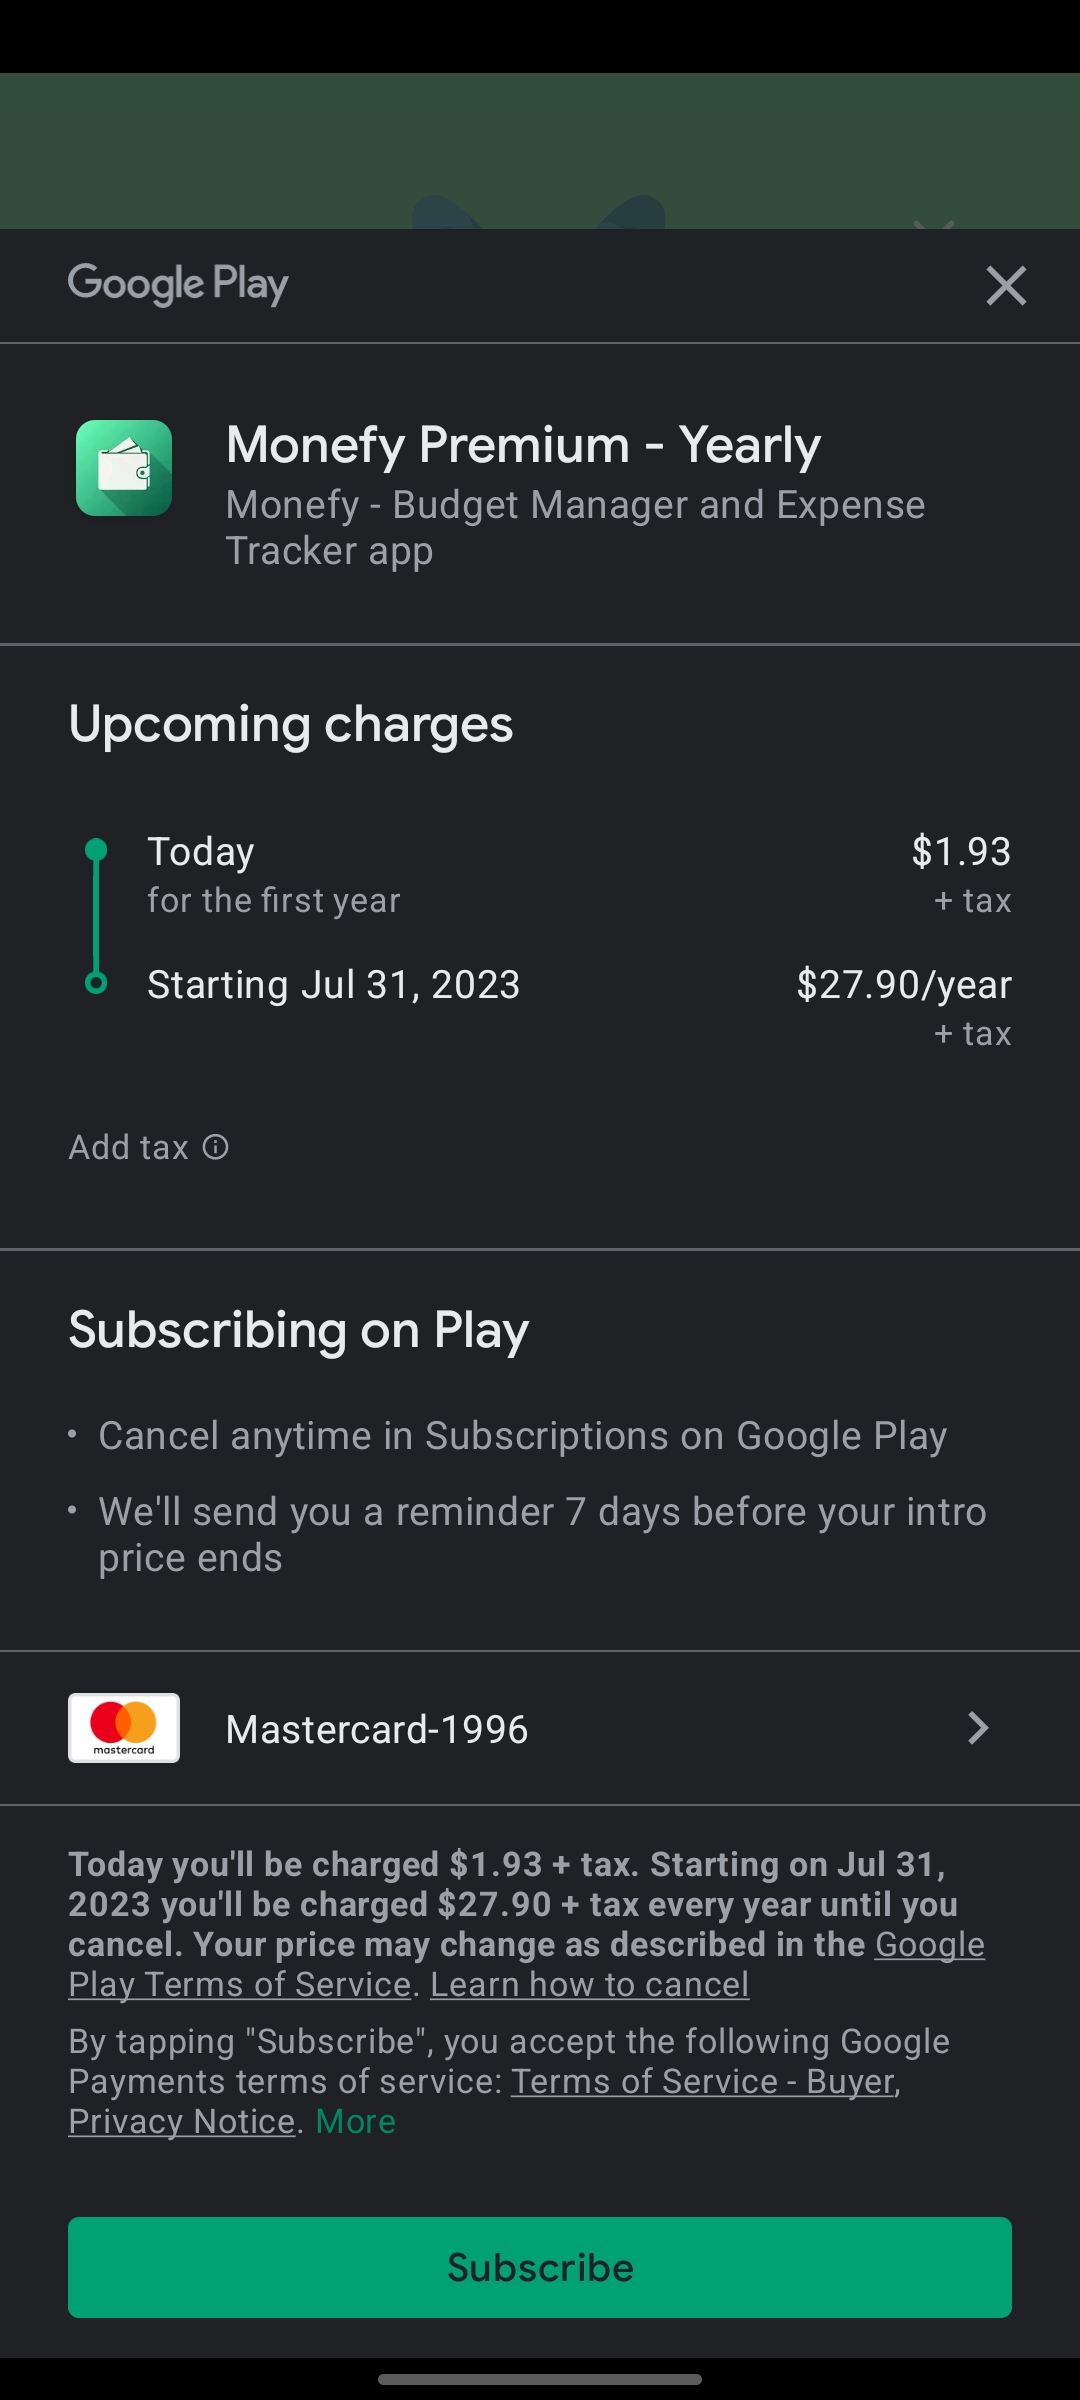 Google Play
Monefy Premium - Yearly
Monefy - Budget Manager and Expense
Tracker app
Upcoming charges
Today
$1.93
for the first year
+ tax
Starting Jul 31, 2023
$27.90/year
+ tax
Add tax
Subscribing on Play
• Cancel anytime in Subscriptions on Google Play
• We'll send you a reminder 7 days before your intro
price ends
mastercard
Mastercard-1996
Today you'll be charged $1.93 + tax. Starting on Jul 31,
2023 you'll be charged $27.90 + tax every year until you
cancel. Your price may change as described in the Google
Play Terms of Service. Learn how to cancel
By tapping "Subscribe", you accept the following Google
Payments terms of service: Terms of Service - Buyer,
Privacy Notice. More
Subscribe